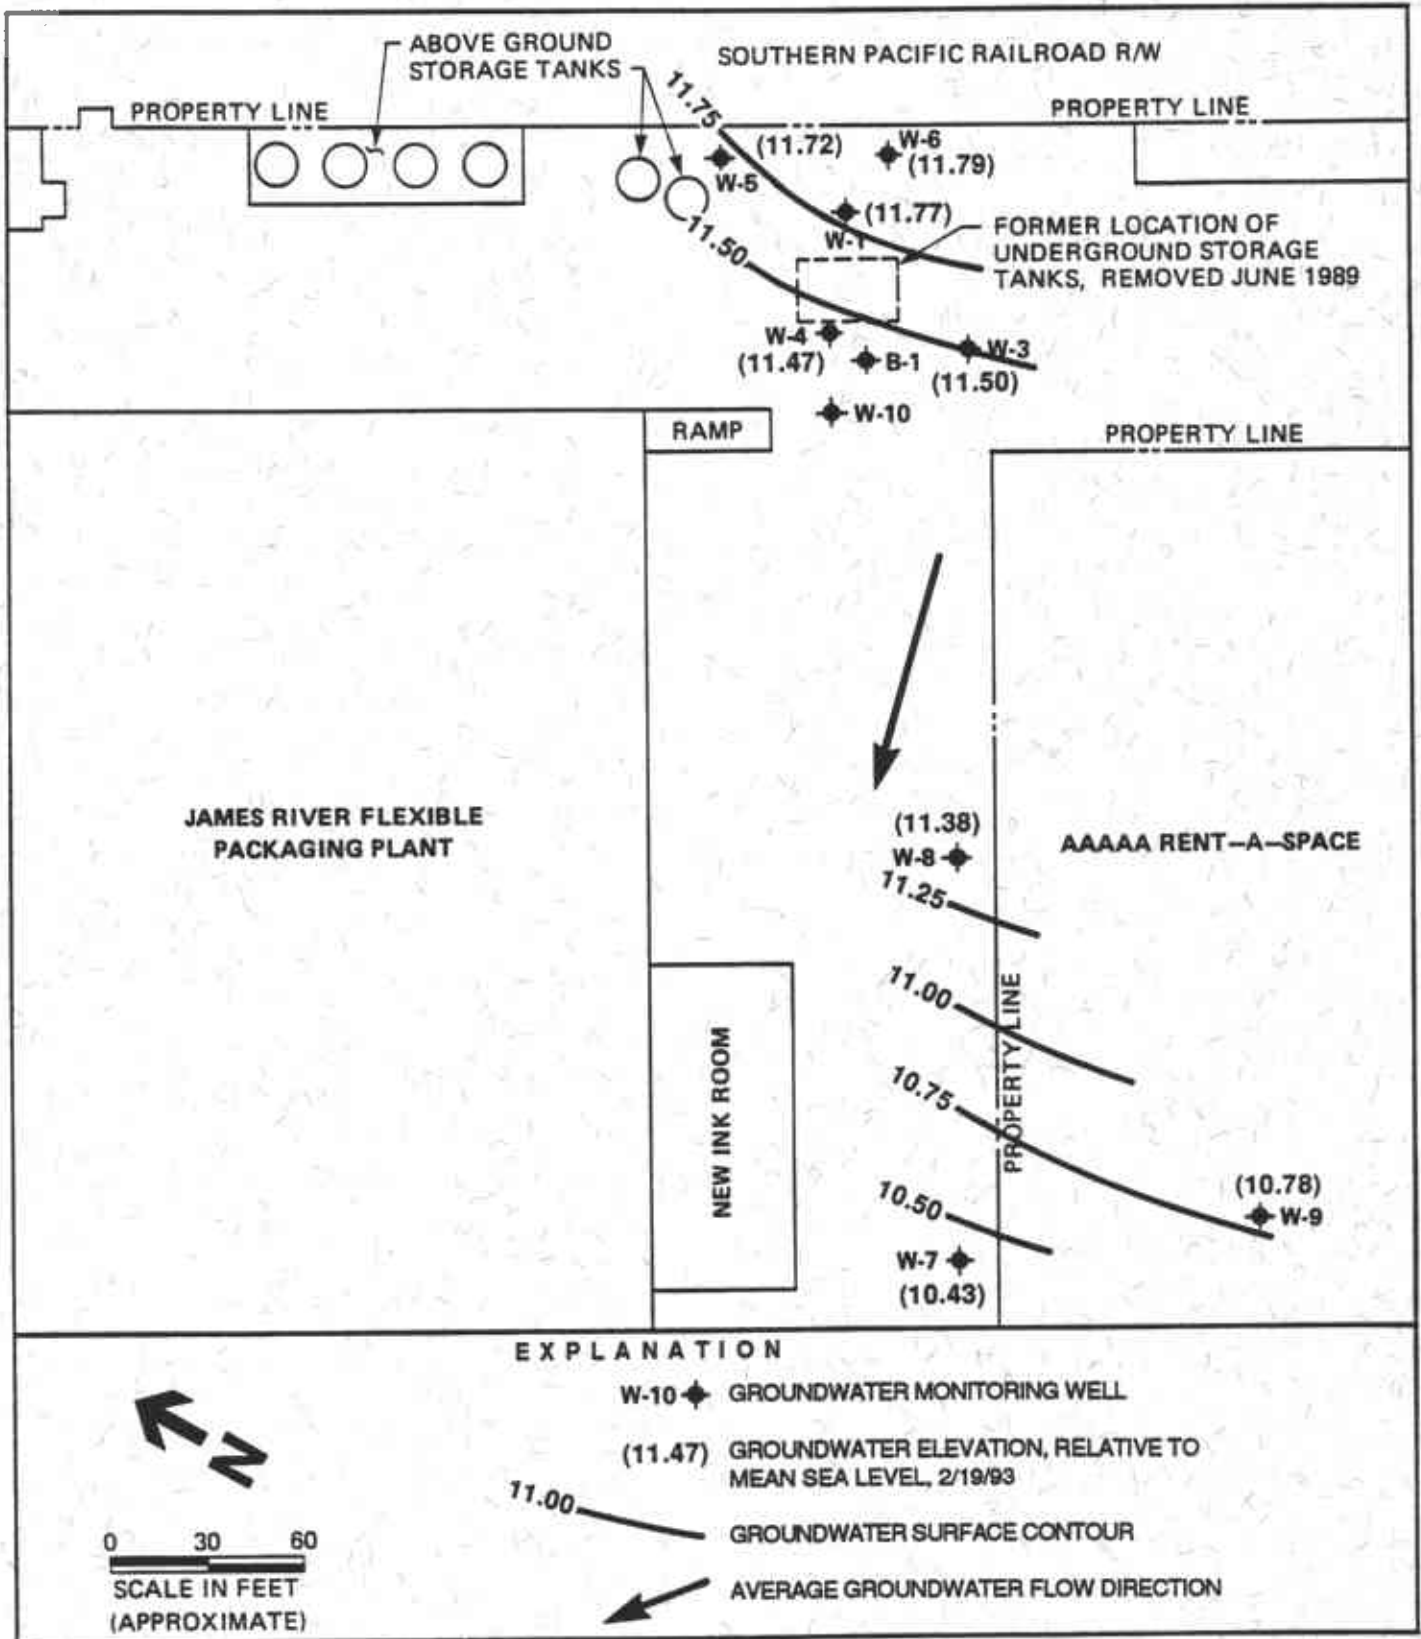 ABOVE GROUND
STORAGE TANKS
SOUTHERN PACIFIC RAILROAD R/W
PROPERTY LINE
11.75
PROPERTY LINE
(11.72)
W-6
(11.79)
W-5
(11.77)
W-1
11.50
FORMER LOCATION OF
UNDERGROUND STORAGE
TANKS, REMOVED JUNE 1989
W-4
(11.47)
B-1
W-3
(11.50)
W-10
RAMP
PROPERTY LINE
JAMES RIVER FLEXIBLE
PACKAGING PLANT
(11.38)
W-8
AAAAA RENT-A-SPACE
11.25
11.00
PROPERTY LINE
NEW INK ROOM
10.75
10.50
(10.78)
W-9
W-7
(10.43)
EXPLANATION
W-10 GROUNDWATER MONITORING WELL
(11.47) GROUNDWATER ELEVATION, RELATIVE TO
MEAN SEA LEVEL, 2/19/93
11.00
GROUNDWATER SURFACE CONTOUR
AVERAGE GROUNDWATER FLOW DIRECTION
N
0 30 60
SCALE IN FEET
(APPROXIMATE)